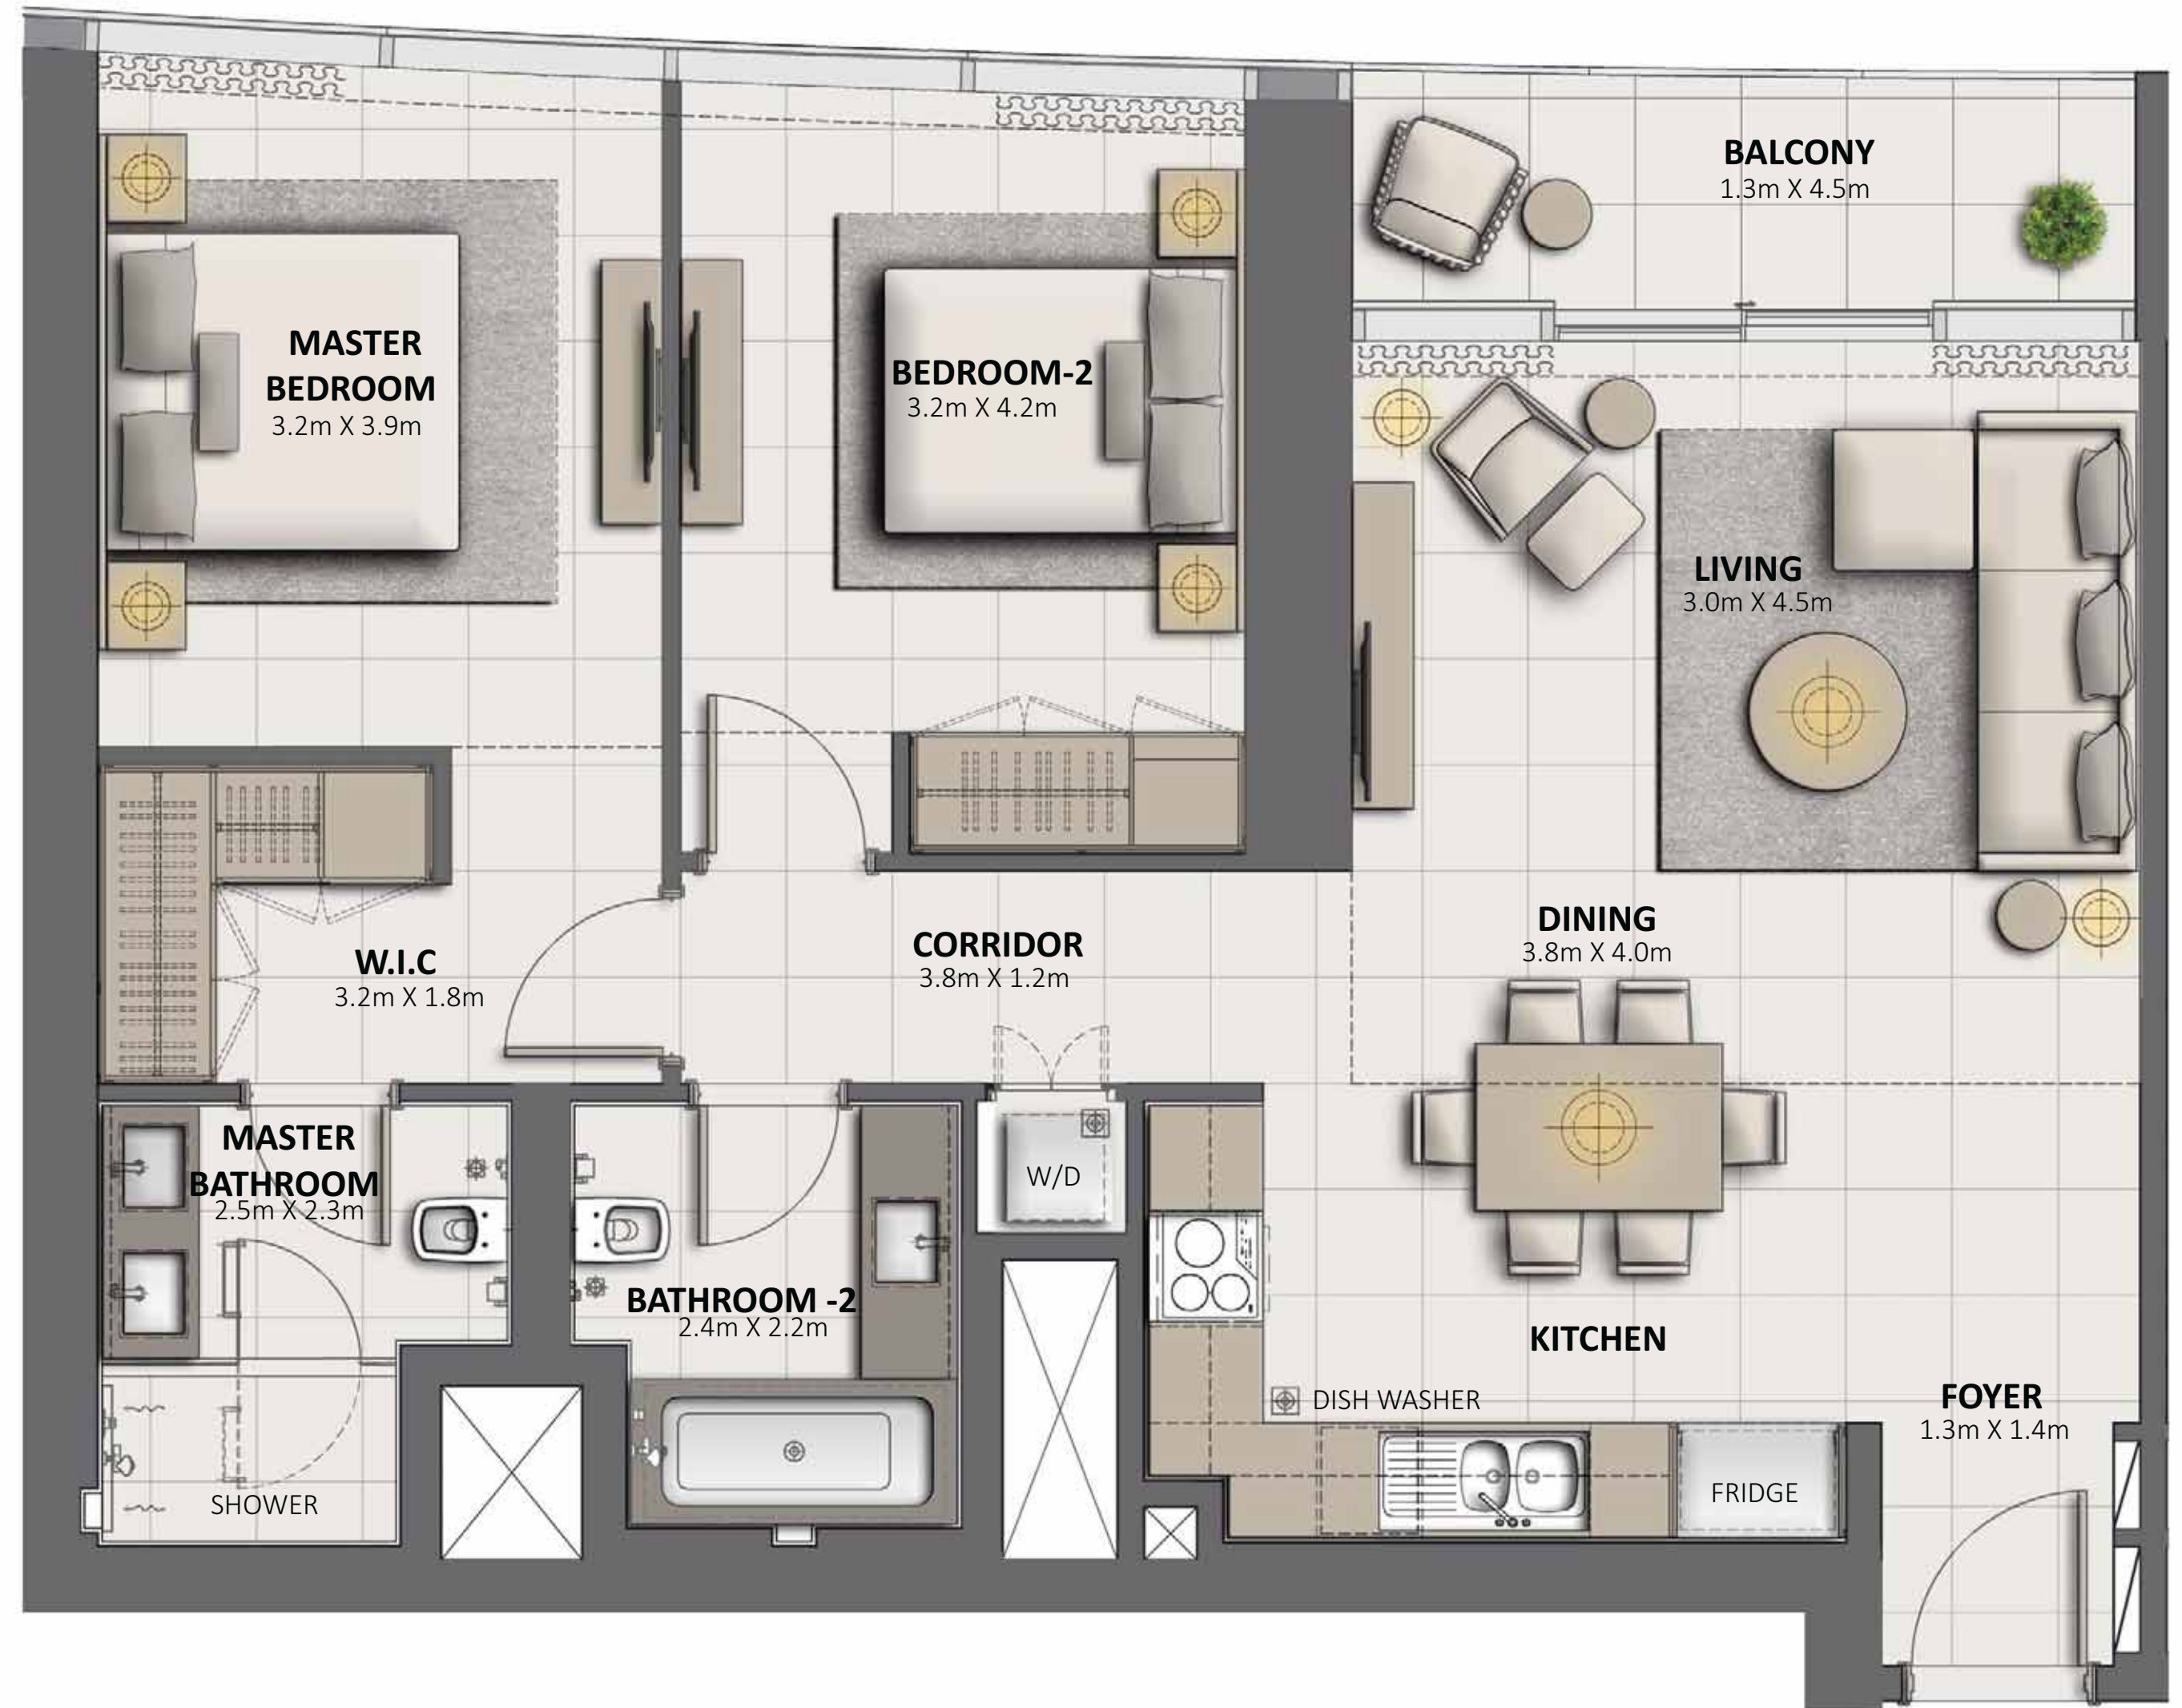 BALCONY
1.3m X 4.5m
MASTER
BEDROOM
3.2m X 3.9m
BEDROOM-2
3.2m X 4.2m
LIVING
3.0m X 4.5m
W.I.C
3.2m X 1.8m
CORRIDOR
3.8m X 1.2m
DINING
3.8m X 4.0m
MASTER
BATHROOM
2.5m X 2.3m
W/D
BATHROOM -2
2.4m X 2.2m
KITCHEN
DISH WASHER
FOYER
1.3m X 1.4m
SHOWER
FRIDGE